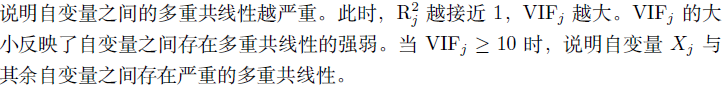 说明自变量之间的多重共线性越严重。此时，R²ⱼ 越接近 1，VIFⱼ 越大。VIFⱼ 的大
小反映了自变量之间存在多重共线性的强弱。当 VIFⱼ ≥ 10 时，说明自变量 Xⱼ 与
其余自变量之间存在严重的多重共线性。